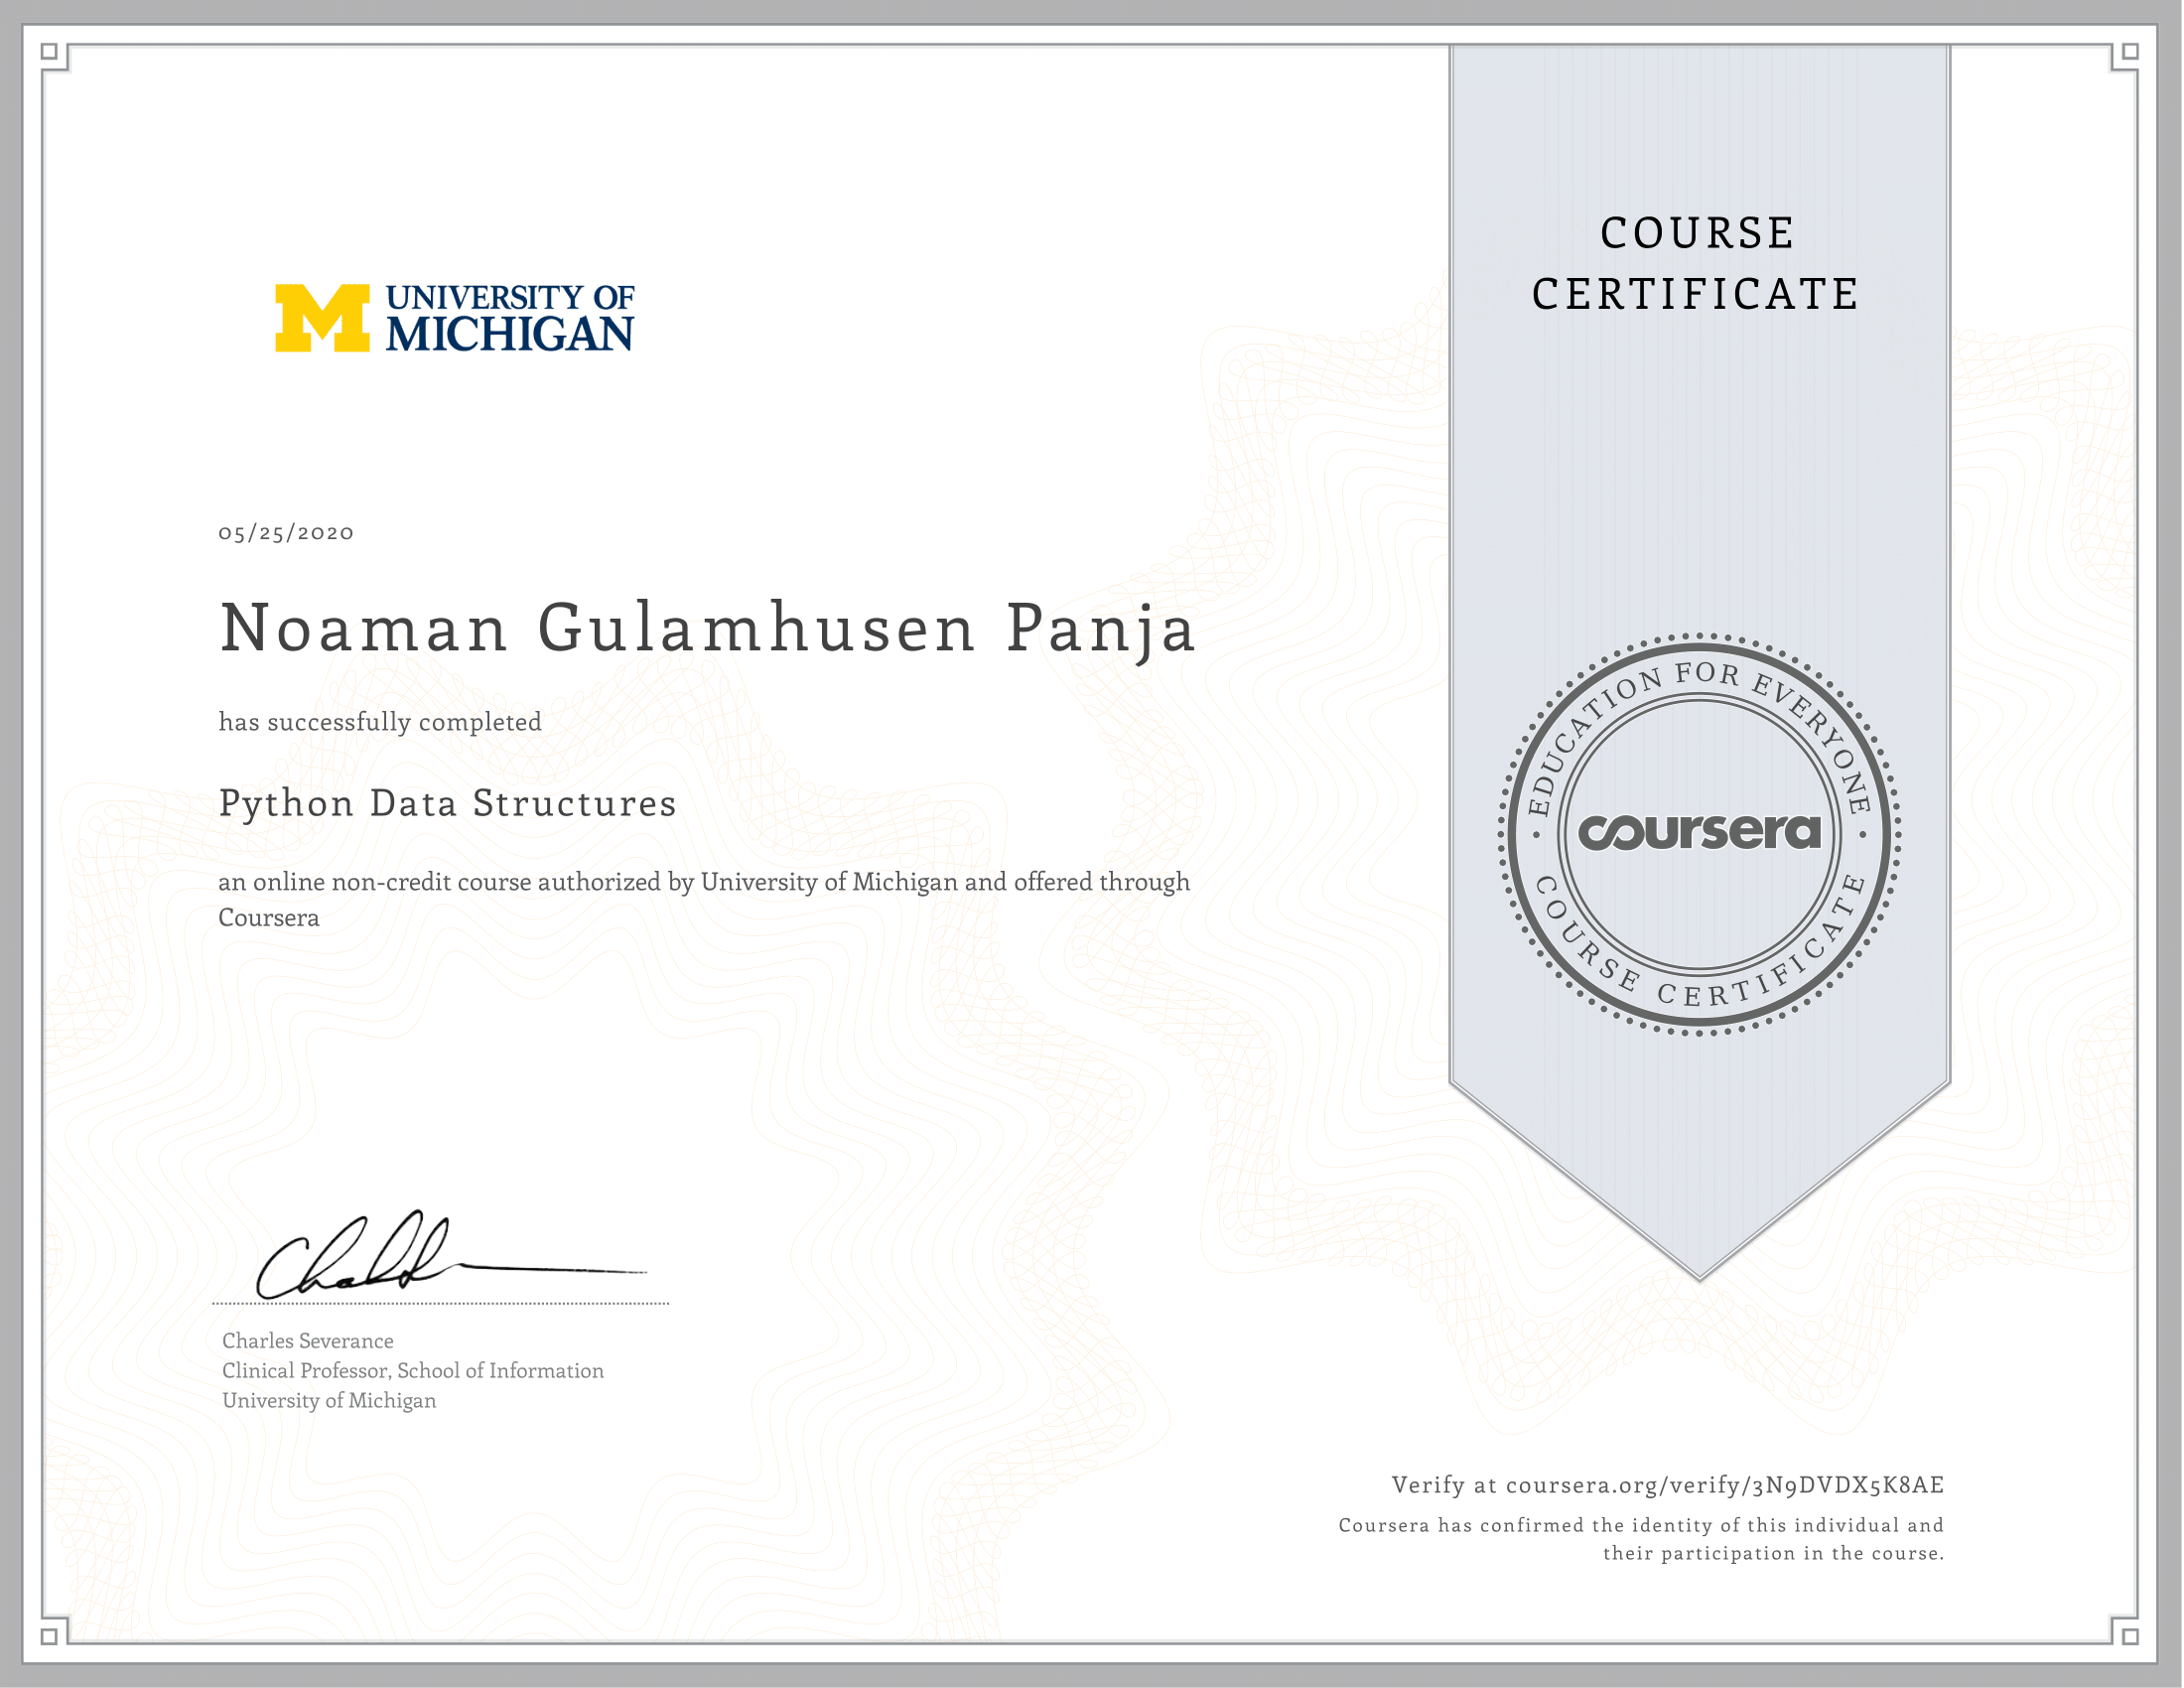 UNIVERSITY OF
MICHIGAN
COURSE
CERTIFICATE
05/25/2020
Noaman Gulamhusen Panja
has successfully completed
Python Data Structures
an online non-credit course authorized by University of Michigan and offered through
Coursera
EDUCATION FOR EVERYONE
coursera
COURSE CERTIFICATE
Charles Severance
Clinical Professor, School of Information
University of Michigan
Verify at coursera.org/verify/3N9DVDX5K8AE
Coursera has confirmed the identity of this individual and
their participation in the course.